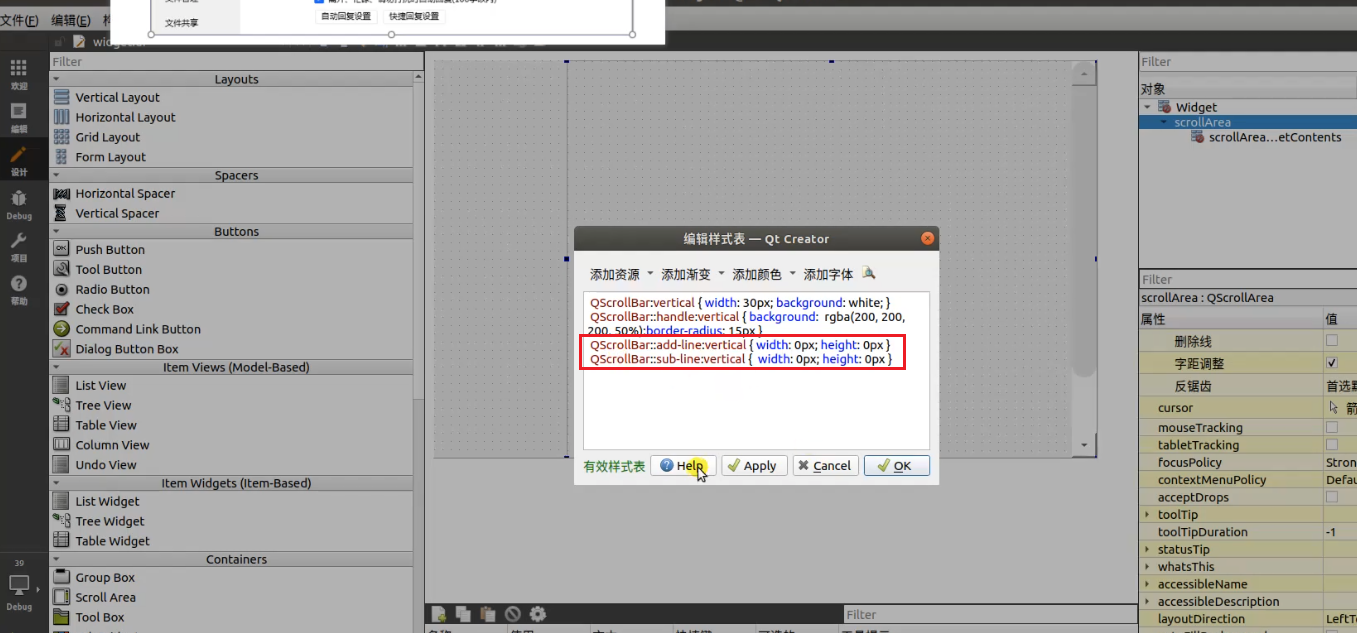 文件共享
自动回复设置 快捷回复设置
文件(F) 编辑(E)
Filter
欢迎
编辑
设计
Debug
项目
帮助
39
Debug
Layouts
Vertical Layout
Horizontal Layout
Grid Layout
Form Layout
Spacers
Horizontal Spacer
Vertical Spacer
Buttons
Push Button
Tool Button
Radio Button
Check Box
Command Link Button
Dialog Button Box
Item Views (Model-Based)
List View
Tree View
Table View
Column View
Undo View
Item Widgets (Item-Based)
List Widget
Tree Widget
Table Widget
Containers
Group Box
Scroll Area
Tool Box
编辑样式表 — Qt Creator
添加资源 添加渐变 添加颜色 添加字体
QScrollBar:vertical { width: 30px; background: white; }
QScrollBar::handle:vertical { background: rgba(200, 200,
200, 50%);border-radius: 15px }
QScrollBar::add-line:vertical { width: 0px; height: 0px }
QScrollBar::sub-line:vertical { width: 0px; height: 0px }
有效样式表 Help Apply Cancel OK
Filter
Filter
对象
Widget
scrollArea
scrollArea...etContents
Filter
scrollArea : QScrollArea
属性 值
删除线
字距调整
反锯齿 首选
cursor 箭
mouseTracking
tabletTracking
focusPolicy Stron
contextMenuPolicy Defau
acceptDrops
toolTip
toolTipDuration -1
statusTip
whatsThis
accessibleName
accessibleDescription
layoutDirection LeftTo